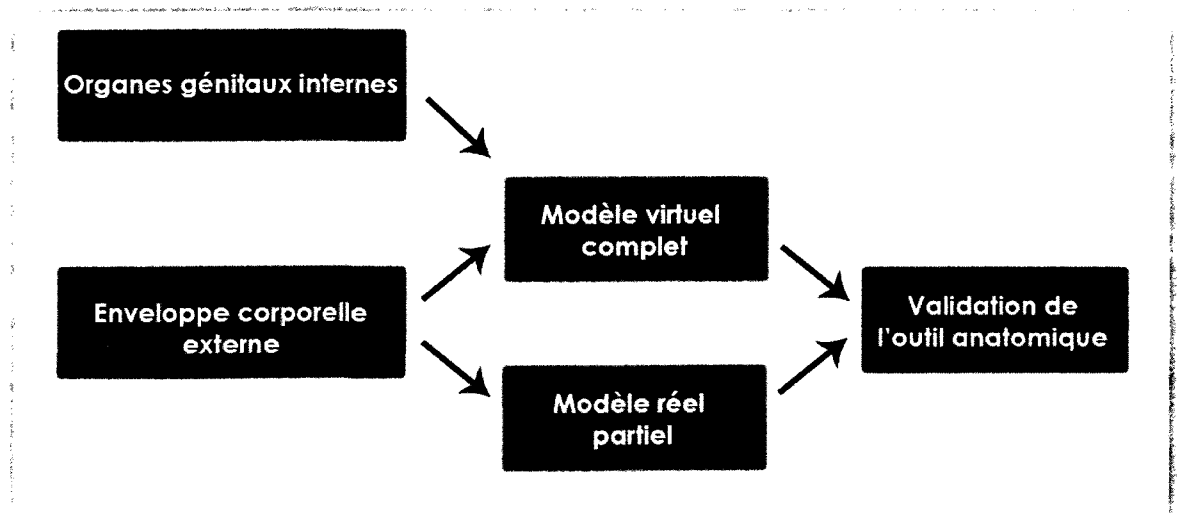 Organes génitaux internes
Modèle virtuel
complet
Enveloppe corporelle
externe
Validation de
l'outil anatomique
Modèle réel
partiel